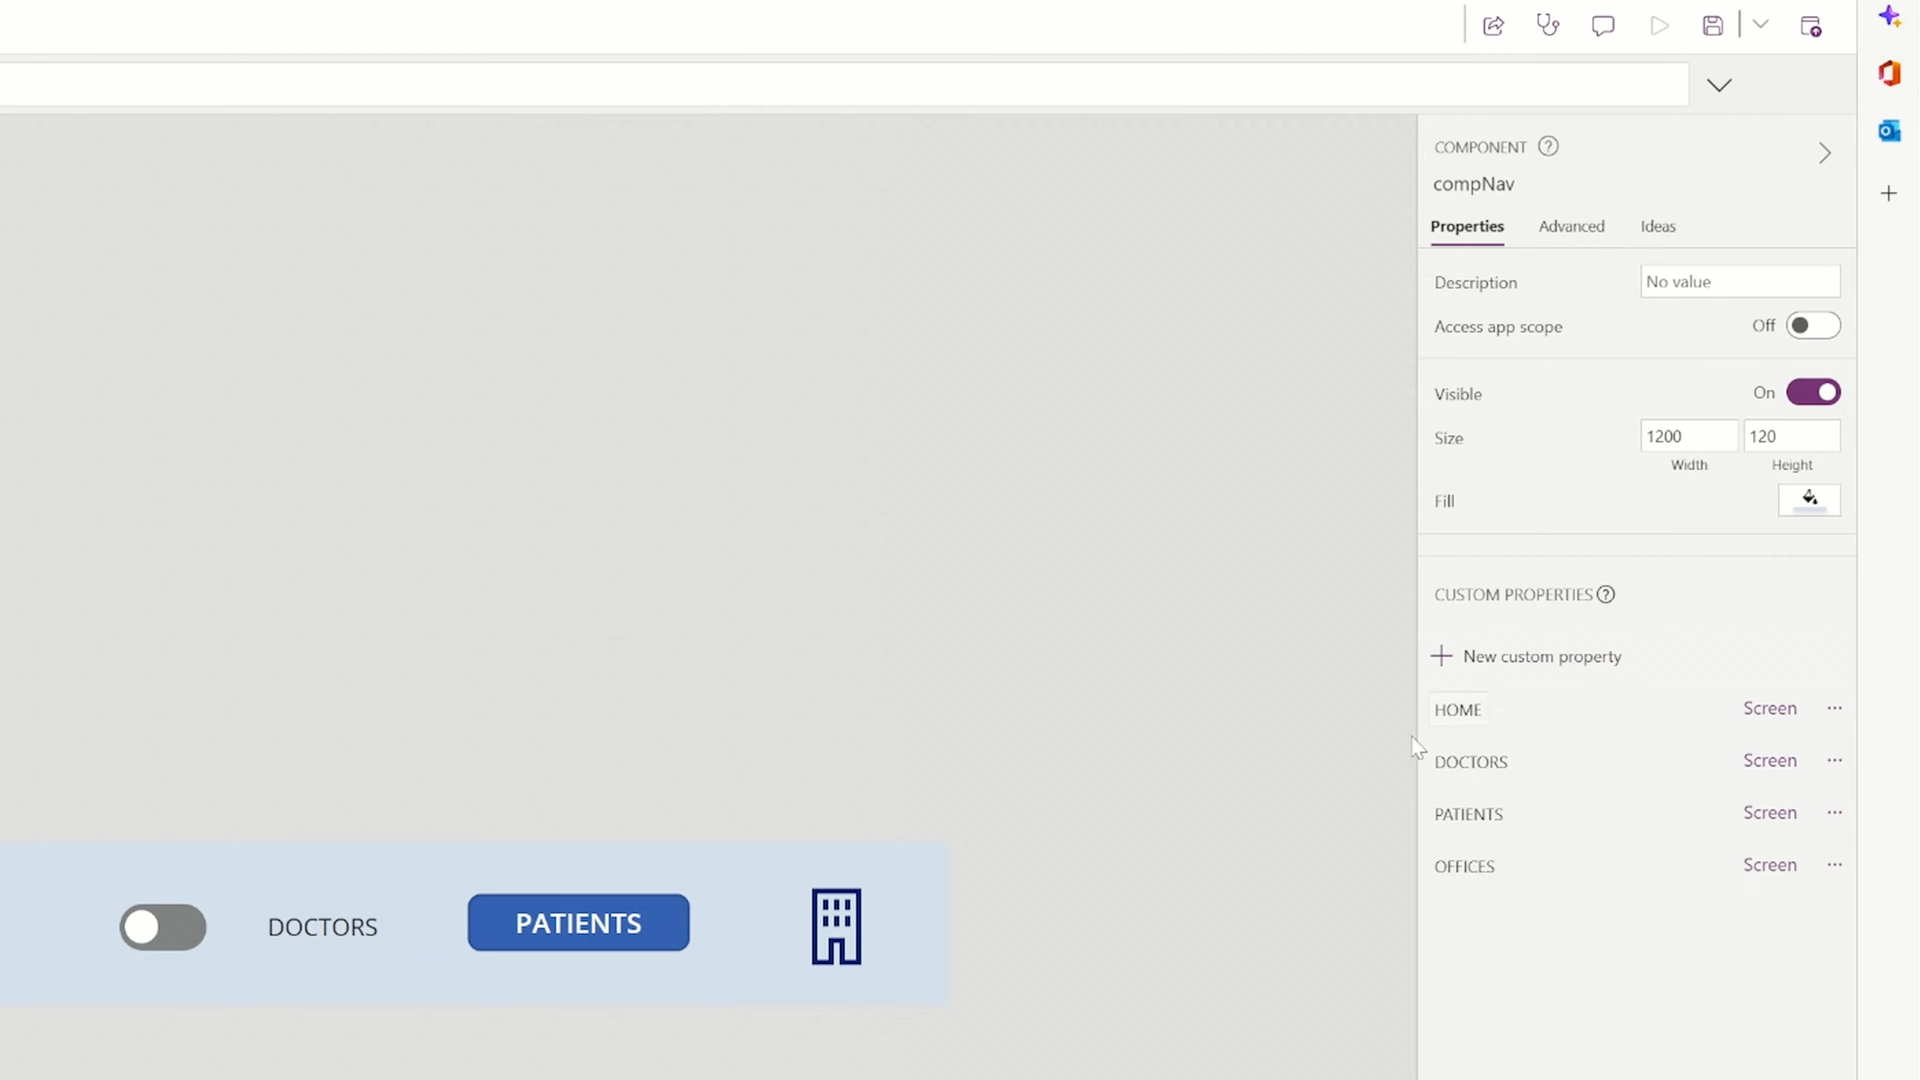 COMPONENT
compNav
Properties Advanced Ideas
Description No value
Access app scope Off
Visible On
Size 1200 120
Width Height
Fill
CUSTOM PROPERTIES
New custom property
HOME Screen
DOCTORS Screen
PATIENTS Screen
OFFICES Screen
DOCTORS PATIENTS